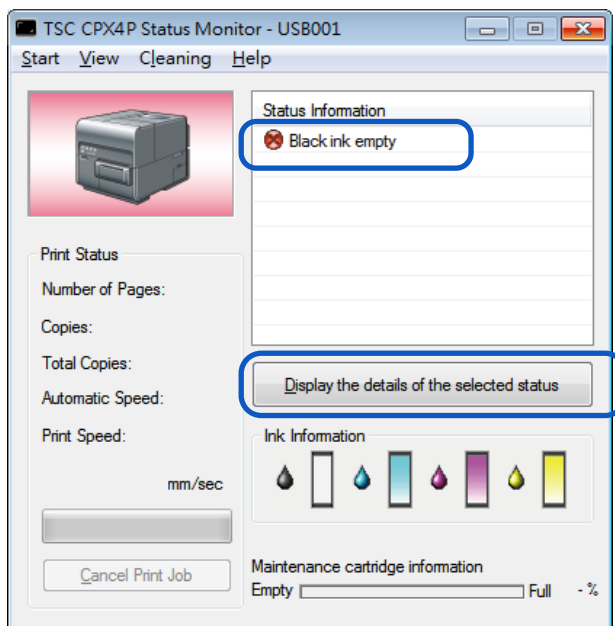 TSC CPX4P Status Monitor - USB001
Start View Cleaning Help
Status Information
Black ink empty
Print Status
Number of Pages:
Copies:
Total Copies:
Automatic Speed:
Print Speed:
mm/sec
Cancel Print Job
Display the details of the selected status
Ink Information
Maintenance cartridge information
Empty Full - %